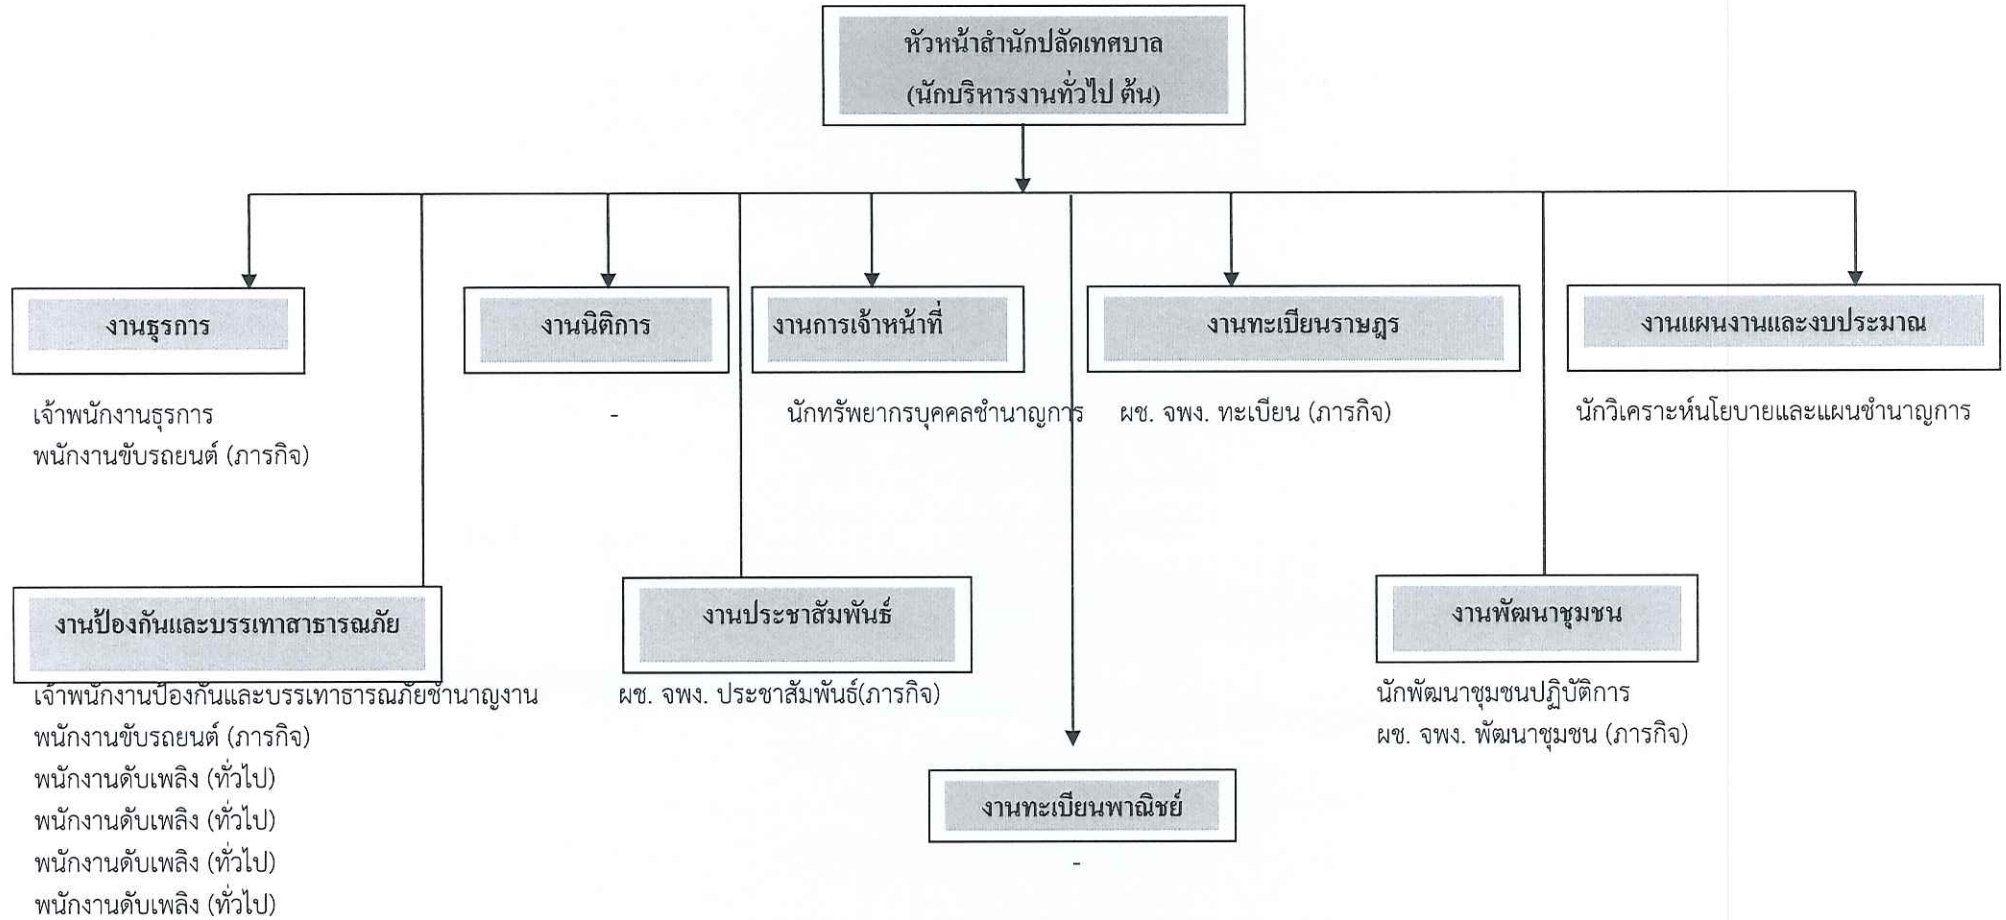 หัวหน้าสำนักปลัดเทศบาล
(นักบริหารงานทั่วไป ต้น)
งานธุรการ
เจ้าพนักงานธุรการ
พนักงานขับรถยนต์ (ภารกิจ)
งานนิติการ
-
งานการเจ้าหน้าที่
นักทรัพยากรบุคคลชำนาญการ
งานทะเบียนราษฎร
ผช. จพง. ทะเบียน (ภารกิจ)
งานแผนงานและงบประมาณ
นักวิเคราะห์นโยบายและแผนชำนาญการ
งานป้องกันและบรรเทาสาธารณภัย
เจ้าพนักงานป้องกันและบรรเทาธารณภัยชำนาญงาน
พนักงานขับรถยนต์ (ภารกิจ)
พนักงานดับเพลิง (ทั่วไป)
พนักงานดับเพลิง (ทั่วไป)
พนักงานดับเพลิง (ทั่วไป)
พนักงานดับเพลิง (ทั่วไป)
งานประชาสัมพันธ์
ผช. จพง. ประชาสัมพันธ์(ภารกิจ)
งานทะเบียนพาณิชย์
-
งานพัฒนาชุมชน
นักพัฒนาชุมชนปฏิบัติการ
ผช. จพง. พัฒนาชุมชน (ภารกิจ)